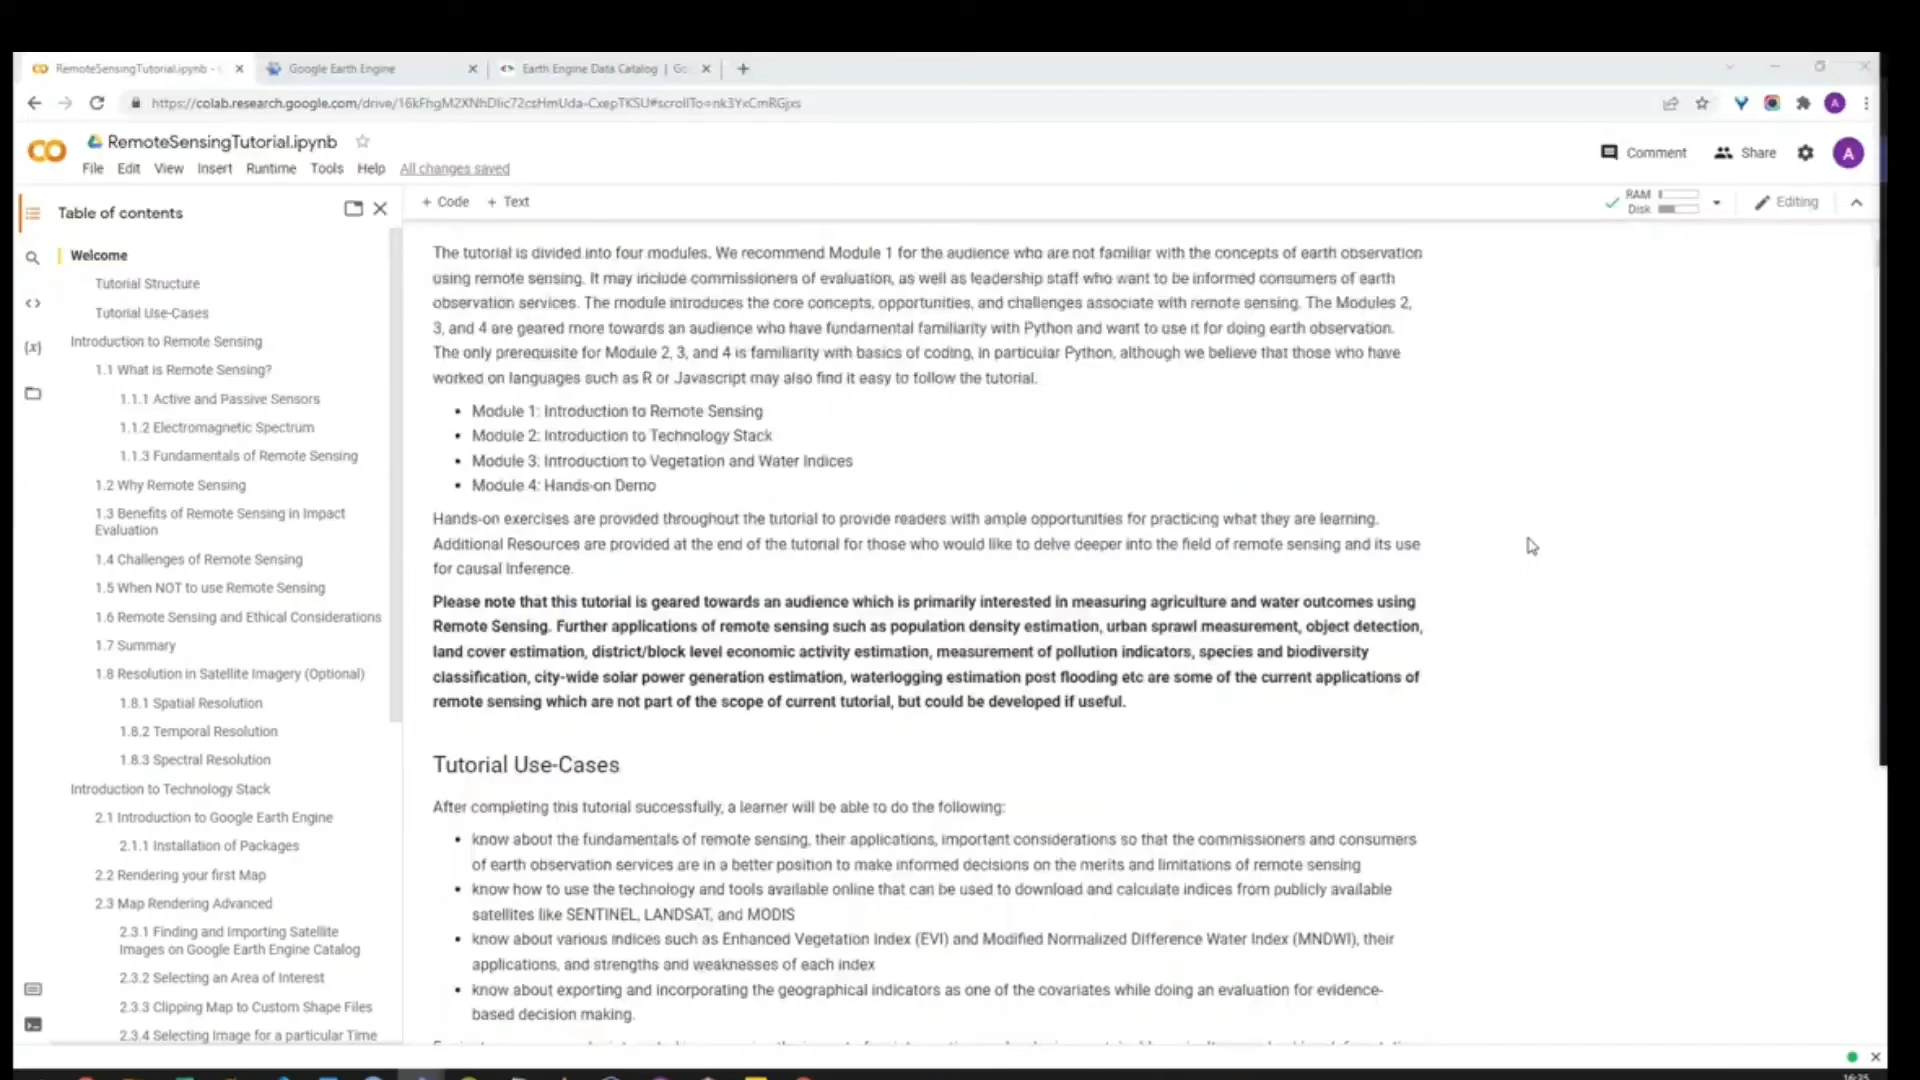 RemoteSensingTutorial.ipynb -
Google Earth Engine
Earth Engine Data Catalog | Go
https://colab.research.google.com/drive/16kFhgM2XNhDlic72csHmUda-CxepTKSU#scrollTo=nk3YxCmRGjxs
A
RemoteSensingTutorial.ipynb
File Edit View Insert Runtime Tools Help All changes saved
Comment Share A
+ Code + Text
RAM
Disk
Editing
Table of contents
Welcome
Tutorial Structure
Tutorial Use-Cases
Introduction to Remote Sensing
1.1 What is Remote Sensing?
1.1.1 Active and Passive Sensors
1.1.2 Electromagnetic Spectrum
1.1.3 Fundamentals of Remote Sensing
1.2 Why Remote Sensing
1.3 Benefits of Remote Sensing in Impact
Evaluation
1.4 Challenges of Remote Sensing
1.5 When NOT to use Remote Sensing
1.6 Remote Sensing and Ethical Considerations
1.7 Summary
1.8 Resolution in Satellite Imagery (Optional)
1.8.1 Spatial Resolution
1.8.2 Temporal Resolution
1.8.3 Spectral Resolution
Introduction to Technology Stack
2.1 Introduction to Google Earth Engine
2.1.1 Installation of Packages
2.2 Rendering your first Map
2.3 Map Rendering Advanced
2.3.1 Finding and Importing Satellite
Images on Google Earth Engine Catalog
2.3.2 Selecting an Area of Interest
2.3.3 Clipping Map to Custom Shape Files
2.3.4 Selecting Image for a particular Time
The tutorial is divided into four modules. We recommend Module 1 for the audience who are not familiar with the concepts of earth observation
using remote sensing. It may include commissioners of evaluation, as well as leadership staff who want to be informed consumers of earth
observation services. The module introduces the core concepts, opportunities, and challenges associate with remote sensing. The Modules 2,
3, and 4 are geared more towards an audience who have fundamental familiarity with Python and want to use it for doing earth observation.
The only prerequisite for Module 2, 3, and 4 is familiarity with basics of coding, in particular Python, although we believe that those who have
worked on languages such as R or Javascript may also find it easy to follow the tutorial.
• Module 1: Introduction to Remote Sensing
• Module 2: Introduction to Technology Stack
• Module 3: Introduction to Vegetation and Water Indices
• Module 4: Hands-on Demo
Hands-on exercises are provided throughout the tutorial to provide readers with ample opportunities for practicing what they are learning.
Additional Resources are provided at the end of the tutorial for those who would like to delve deeper into the field of remote sensing and its use
for causal inference.
Please note that this tutorial is geared towards an audience which is primarily interested in measuring agriculture and water outcomes using
Remote Sensing. Further applications of remote sensing such as population density estimation, urban sprawl measurement, object detection,
land cover estimation, district/block level economic activity estimation, measurement of pollution indicators, species and biodiversity
classification, city-wide solar power generation estimation, waterlogging estimation post flooding etc are some of the current applications of
remote sensing which are not part of the scope of current tutorial, but could be developed if useful.
Tutorial Use-Cases
After completing this tutorial successfully, a learner will be able to do the following:
• know about the fundamentals of remote sensing, their applications, important considerations so that the commissioners and consumers
of earth observation services are in a better position to make informed decisions on the merits and limitations of remote sensing
• know how to use the technology and tools available online that can be used to download and calculate indices from publicly available
satellites like SENTINEL, LANDSAT, and MODIS
• know about various indices such as Enhanced Vegetation Index (EVI) and Modified Normalized Difference Water Index (MNDWI), their
applications, and strengths and weaknesses of each index
• know about exporting and incorporating the geographical indicators as one of the covariates while doing an evaluation for evidence-
based decision making.